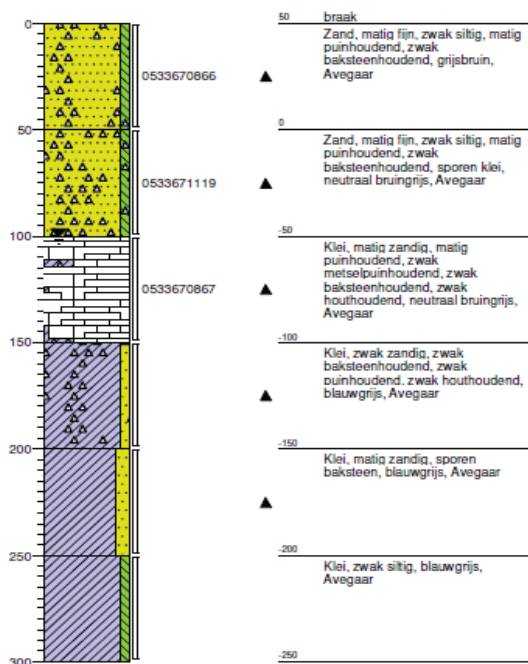 0
50
braak
Zand, matig fijn, zwak siltig, matig
puinhoudend, zwak
baksteenhoudend, grijsbruin,
Avegaar
0533670866
50
0
Zand, matig fijn, zwak siltig, matig
puinhoudend, zwak
baksteenhoudend, sporen klei,
neutraal bruingrijs, Avegaar
0533671119
100
-50
Klei, matig zandig, matig
puinhoudend, zwak
metselpuinhoudend, zwak
baksteenhoudend, zwak
houthoudend, neutraal bruingrijs,
Avegaar
0533670867
150
-100
Klei, zwak zandig, zwak
baksteenhoudend, zwak
puinhoudend, zwak houthoudend,
blauwgrijs, Avegaar
200
-150
Klei, matig zandig, sporen
baksteen, blauwgrijs, Avegaar
250
-200
Klei, zwak siltig, blauwgrijs,
Avegaar
300
-250